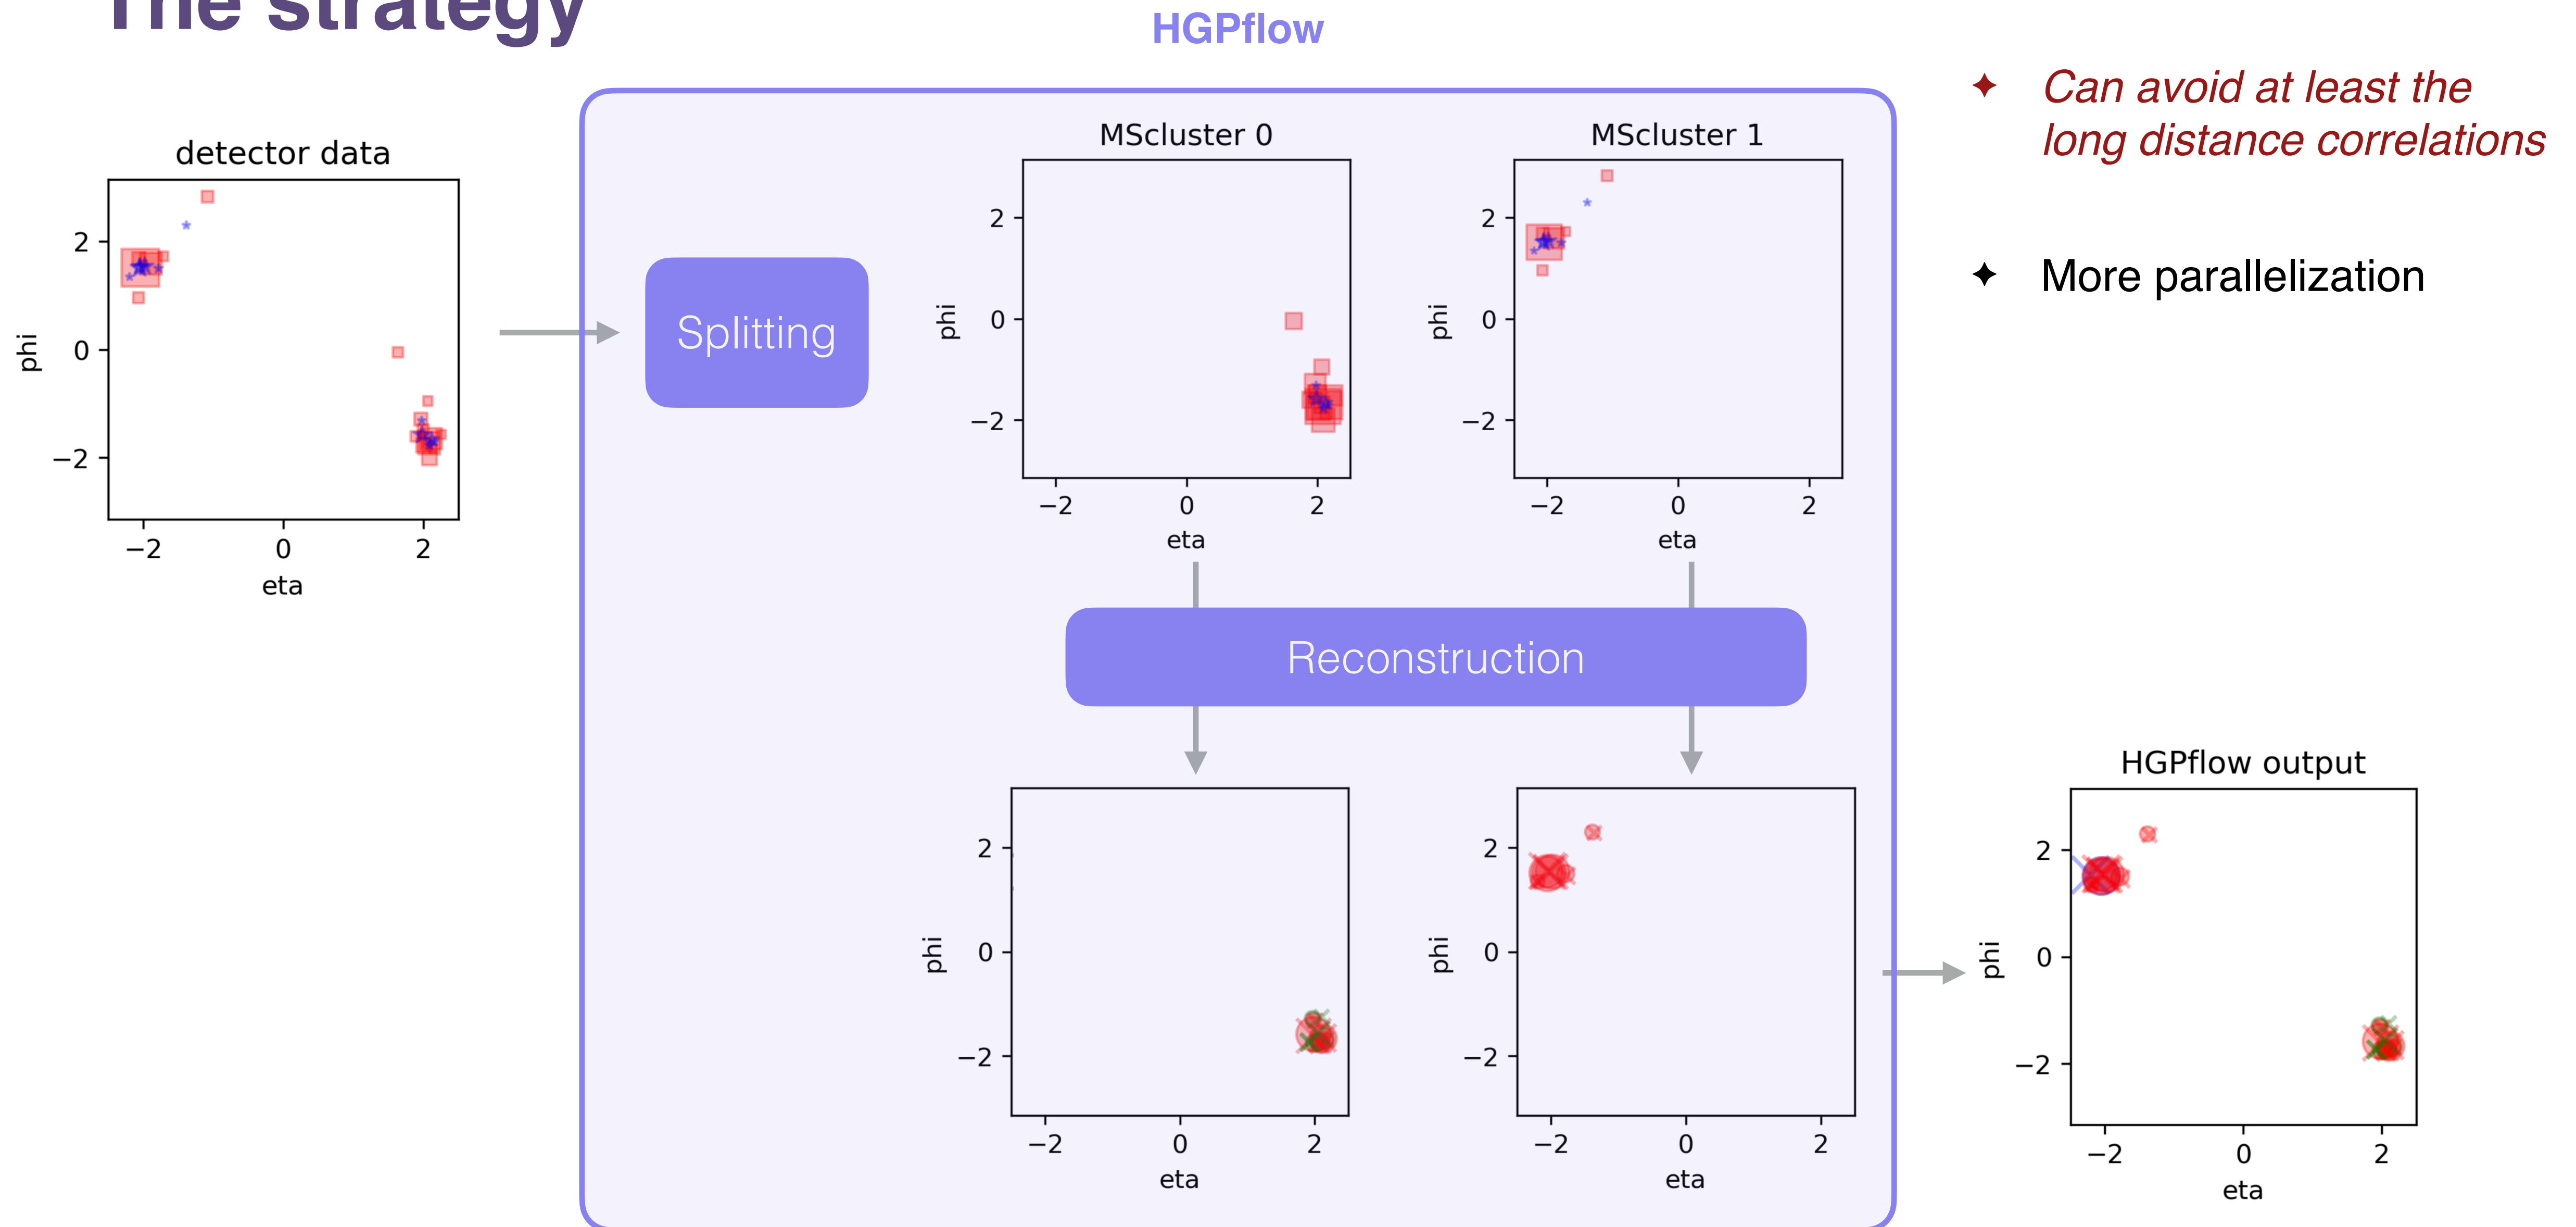 The strategy
HGPflow
detector data
phi
2
0
−2
−2 0 2
eta
Splitting
MScluster 0
phi
2
0
−2
−2 0 2
eta
MScluster 1
phi
2
0
−2
−2 0 2
eta
Reconstruction
phi
2
0
−2
−2 0 2
eta
phi
2
0
−2
−2 0 2
eta
HGPflow output
phi
2
0
−2
−2 0 2
eta
Can avoid at least the
long distance correlations
More parallelization